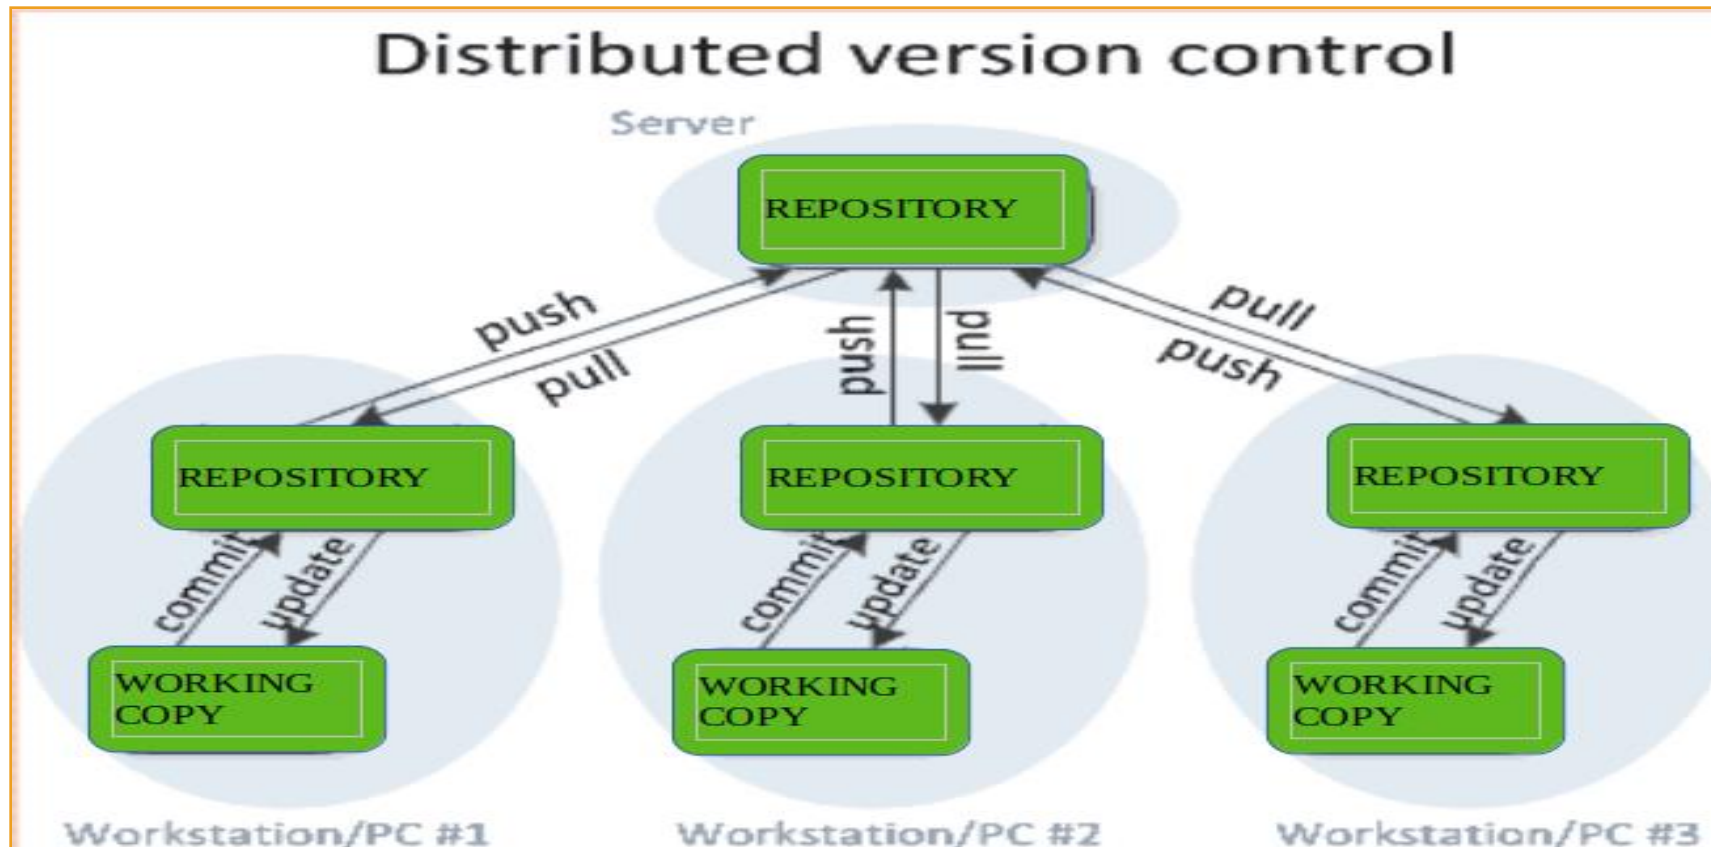 Distributed version control
Server
REPOSITORY
push
pull
push
pull
pull
push
REPOSITORY
REPOSITORY
REPOSITORY
commit
update
commit
update
commit
update
WORKING
COPY
WORKING
COPY
WORKING
COPY
Workstation/PC #1
Workstation/PC #2
Workstation/PC #3